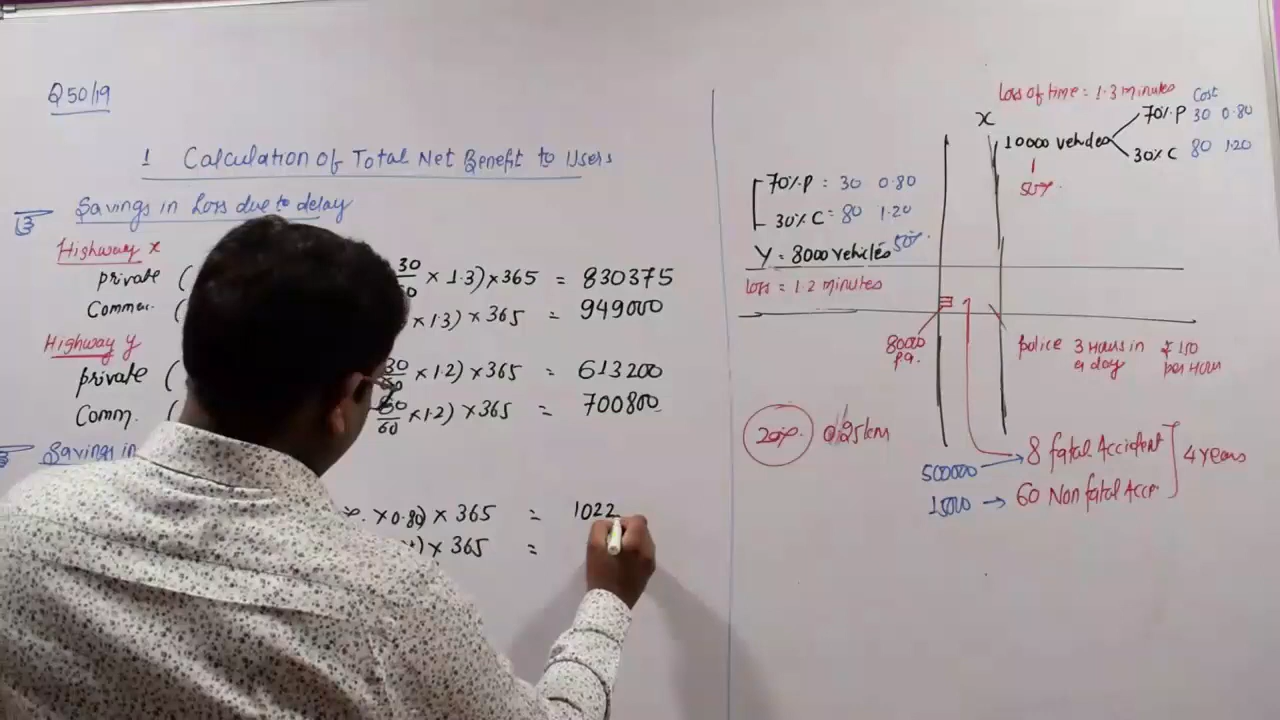 Q50/19
1 Calculation of Total Net Benefit to Users
Savings in Loss due to delay
Highway x
private ( 30 × 1.3) × 365 = 830375
Commer. ( × 1.3) × 365 = 949000
Highway y
private ( 30 × 1.2) × 365 = 613200
Comm. ( 60 × 1.2) × 365 = 700800
Savings in
× 0.80) × 365 = 1022
) × 365 =
Loss of time = 1.3 minutes
Cost
x
10000 vehicles
70% P 30 0.80
30% C 80 1.20
50%
70% P = 30 0.80
30% C = 80 1.20
Y = 8000 vehicles 50%
loss = 1.2 minutes
80000 p.a.
police 3 Hours in a day ₹ 150 per Hour
20% 0.25km
500000 → 8 fatal Accident
15000 → 60 Non fatal Acc
4 years